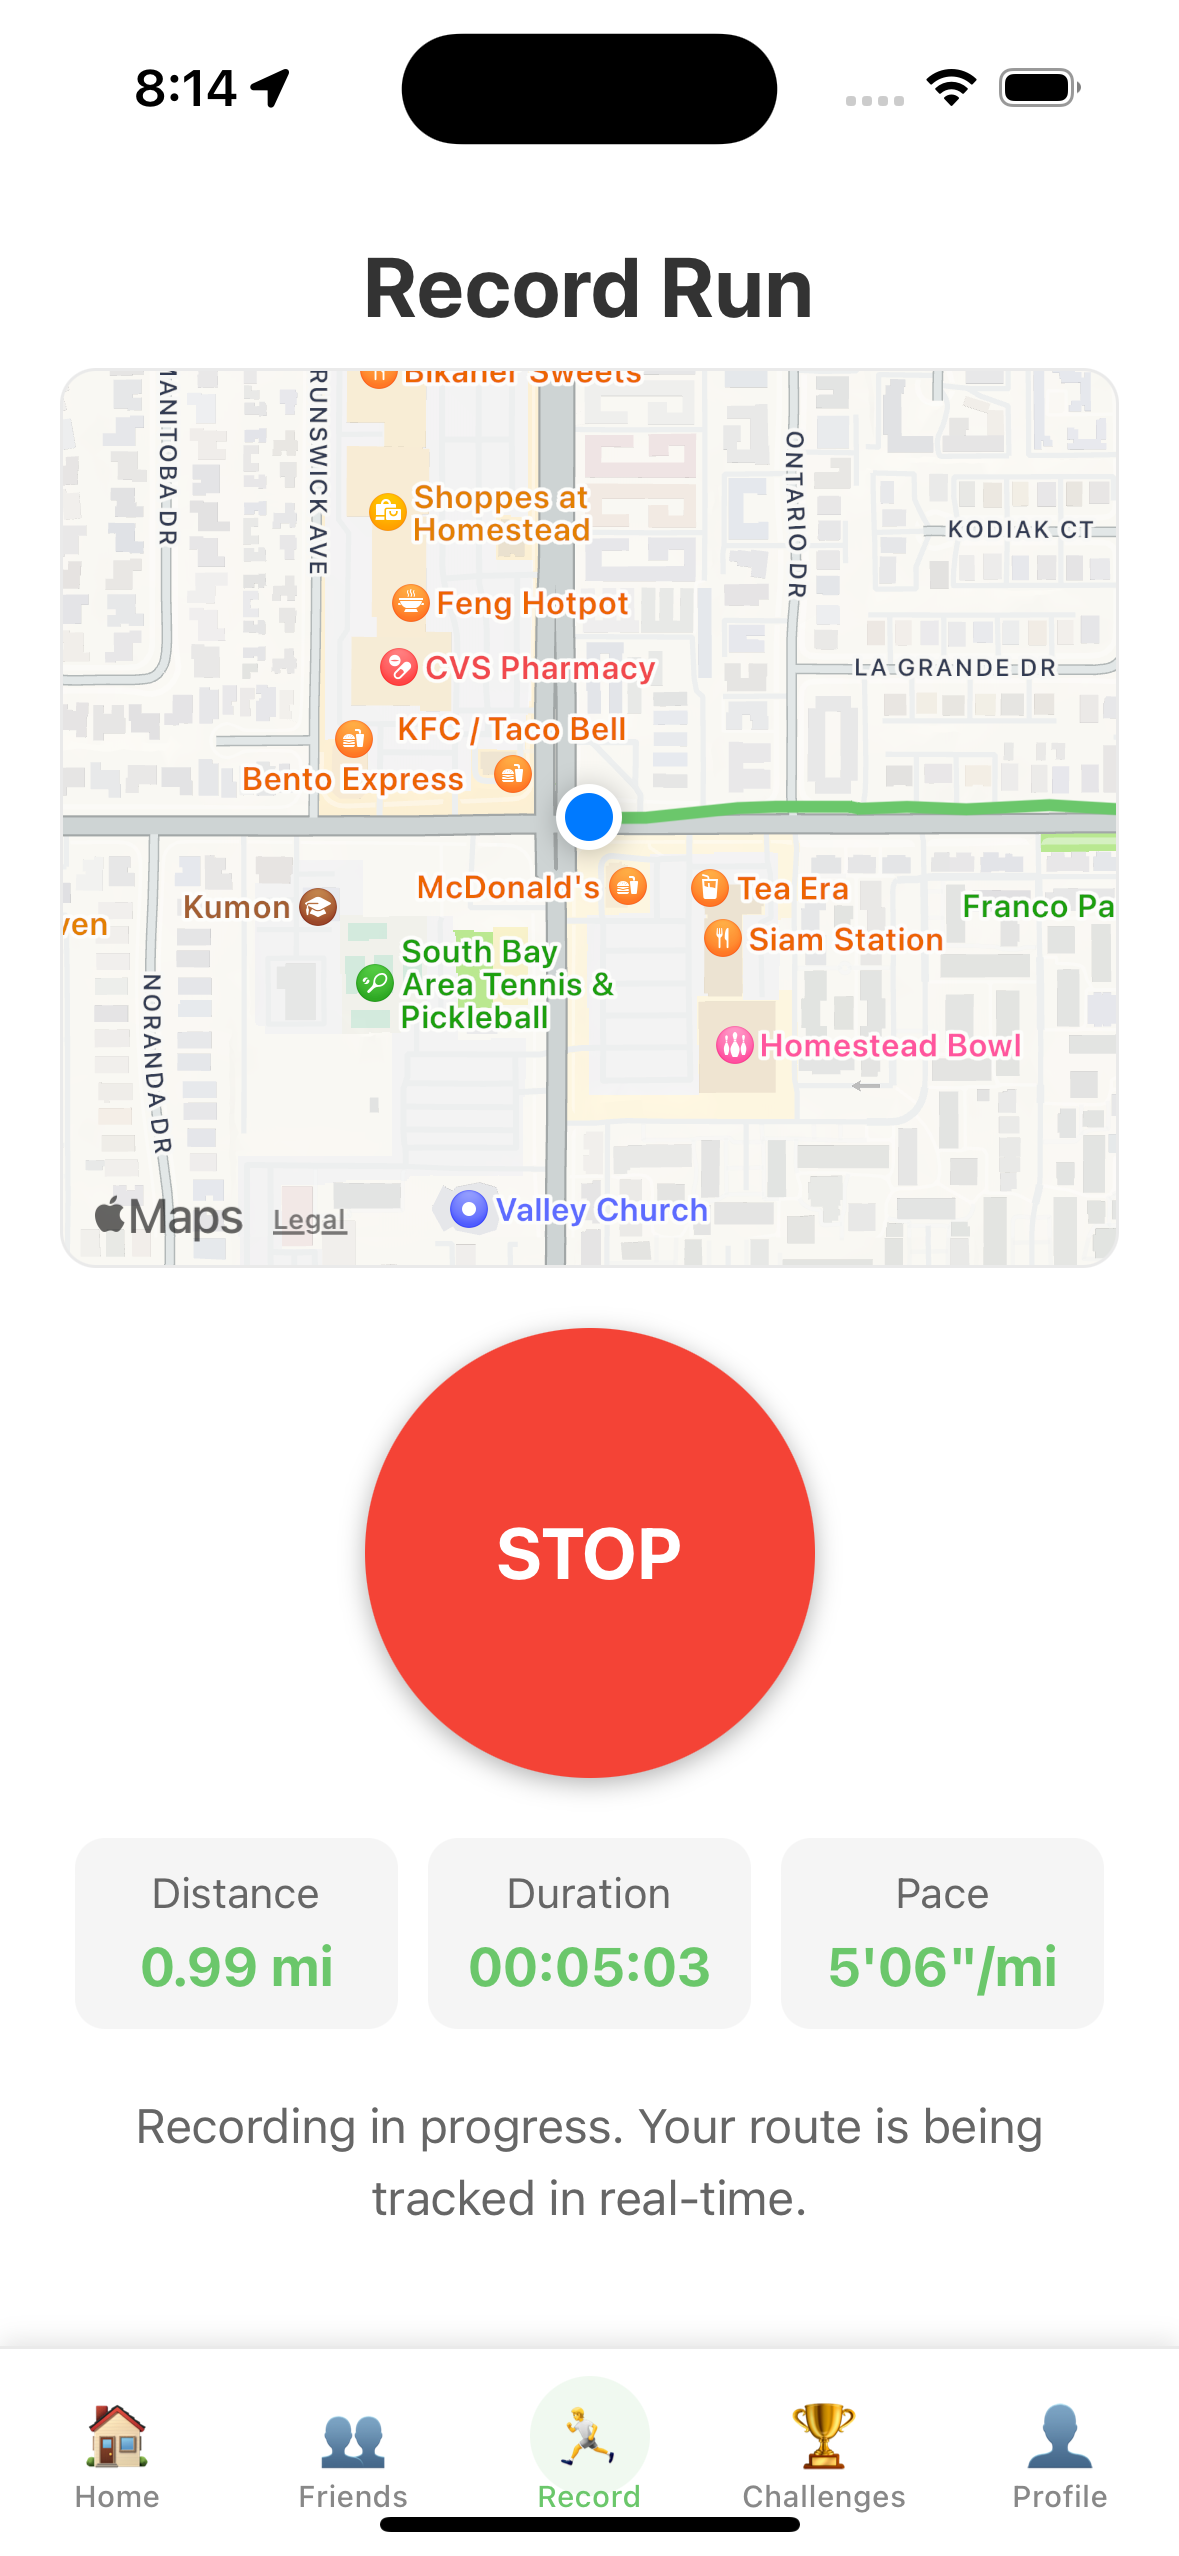 8:14
Record Run
Bikaner Sweets
ANITOBA DR
RUNSWICK AVE
ONTARIO DR
Shoppes at
Homestead
KODIAK CT
Feng Hotpot
CVS Pharmacy
LA GRANDE DR
KFC / Taco Bell
Bento Express
McDonald's
Tea Era
Kumon
Franco Pa
ven
Siam Station
South Bay
Area Tennis &
Pickleball
NORANDA DR
Homestead Bowl
Maps
Legal
Valley Church
STOP
Distance
Duration
Pace
0.99 mi
00:05:03
5'06"/mi
Recording in progress. Your route is being
tracked in real-time.
Home
Friends
Record
Challenges
Profile